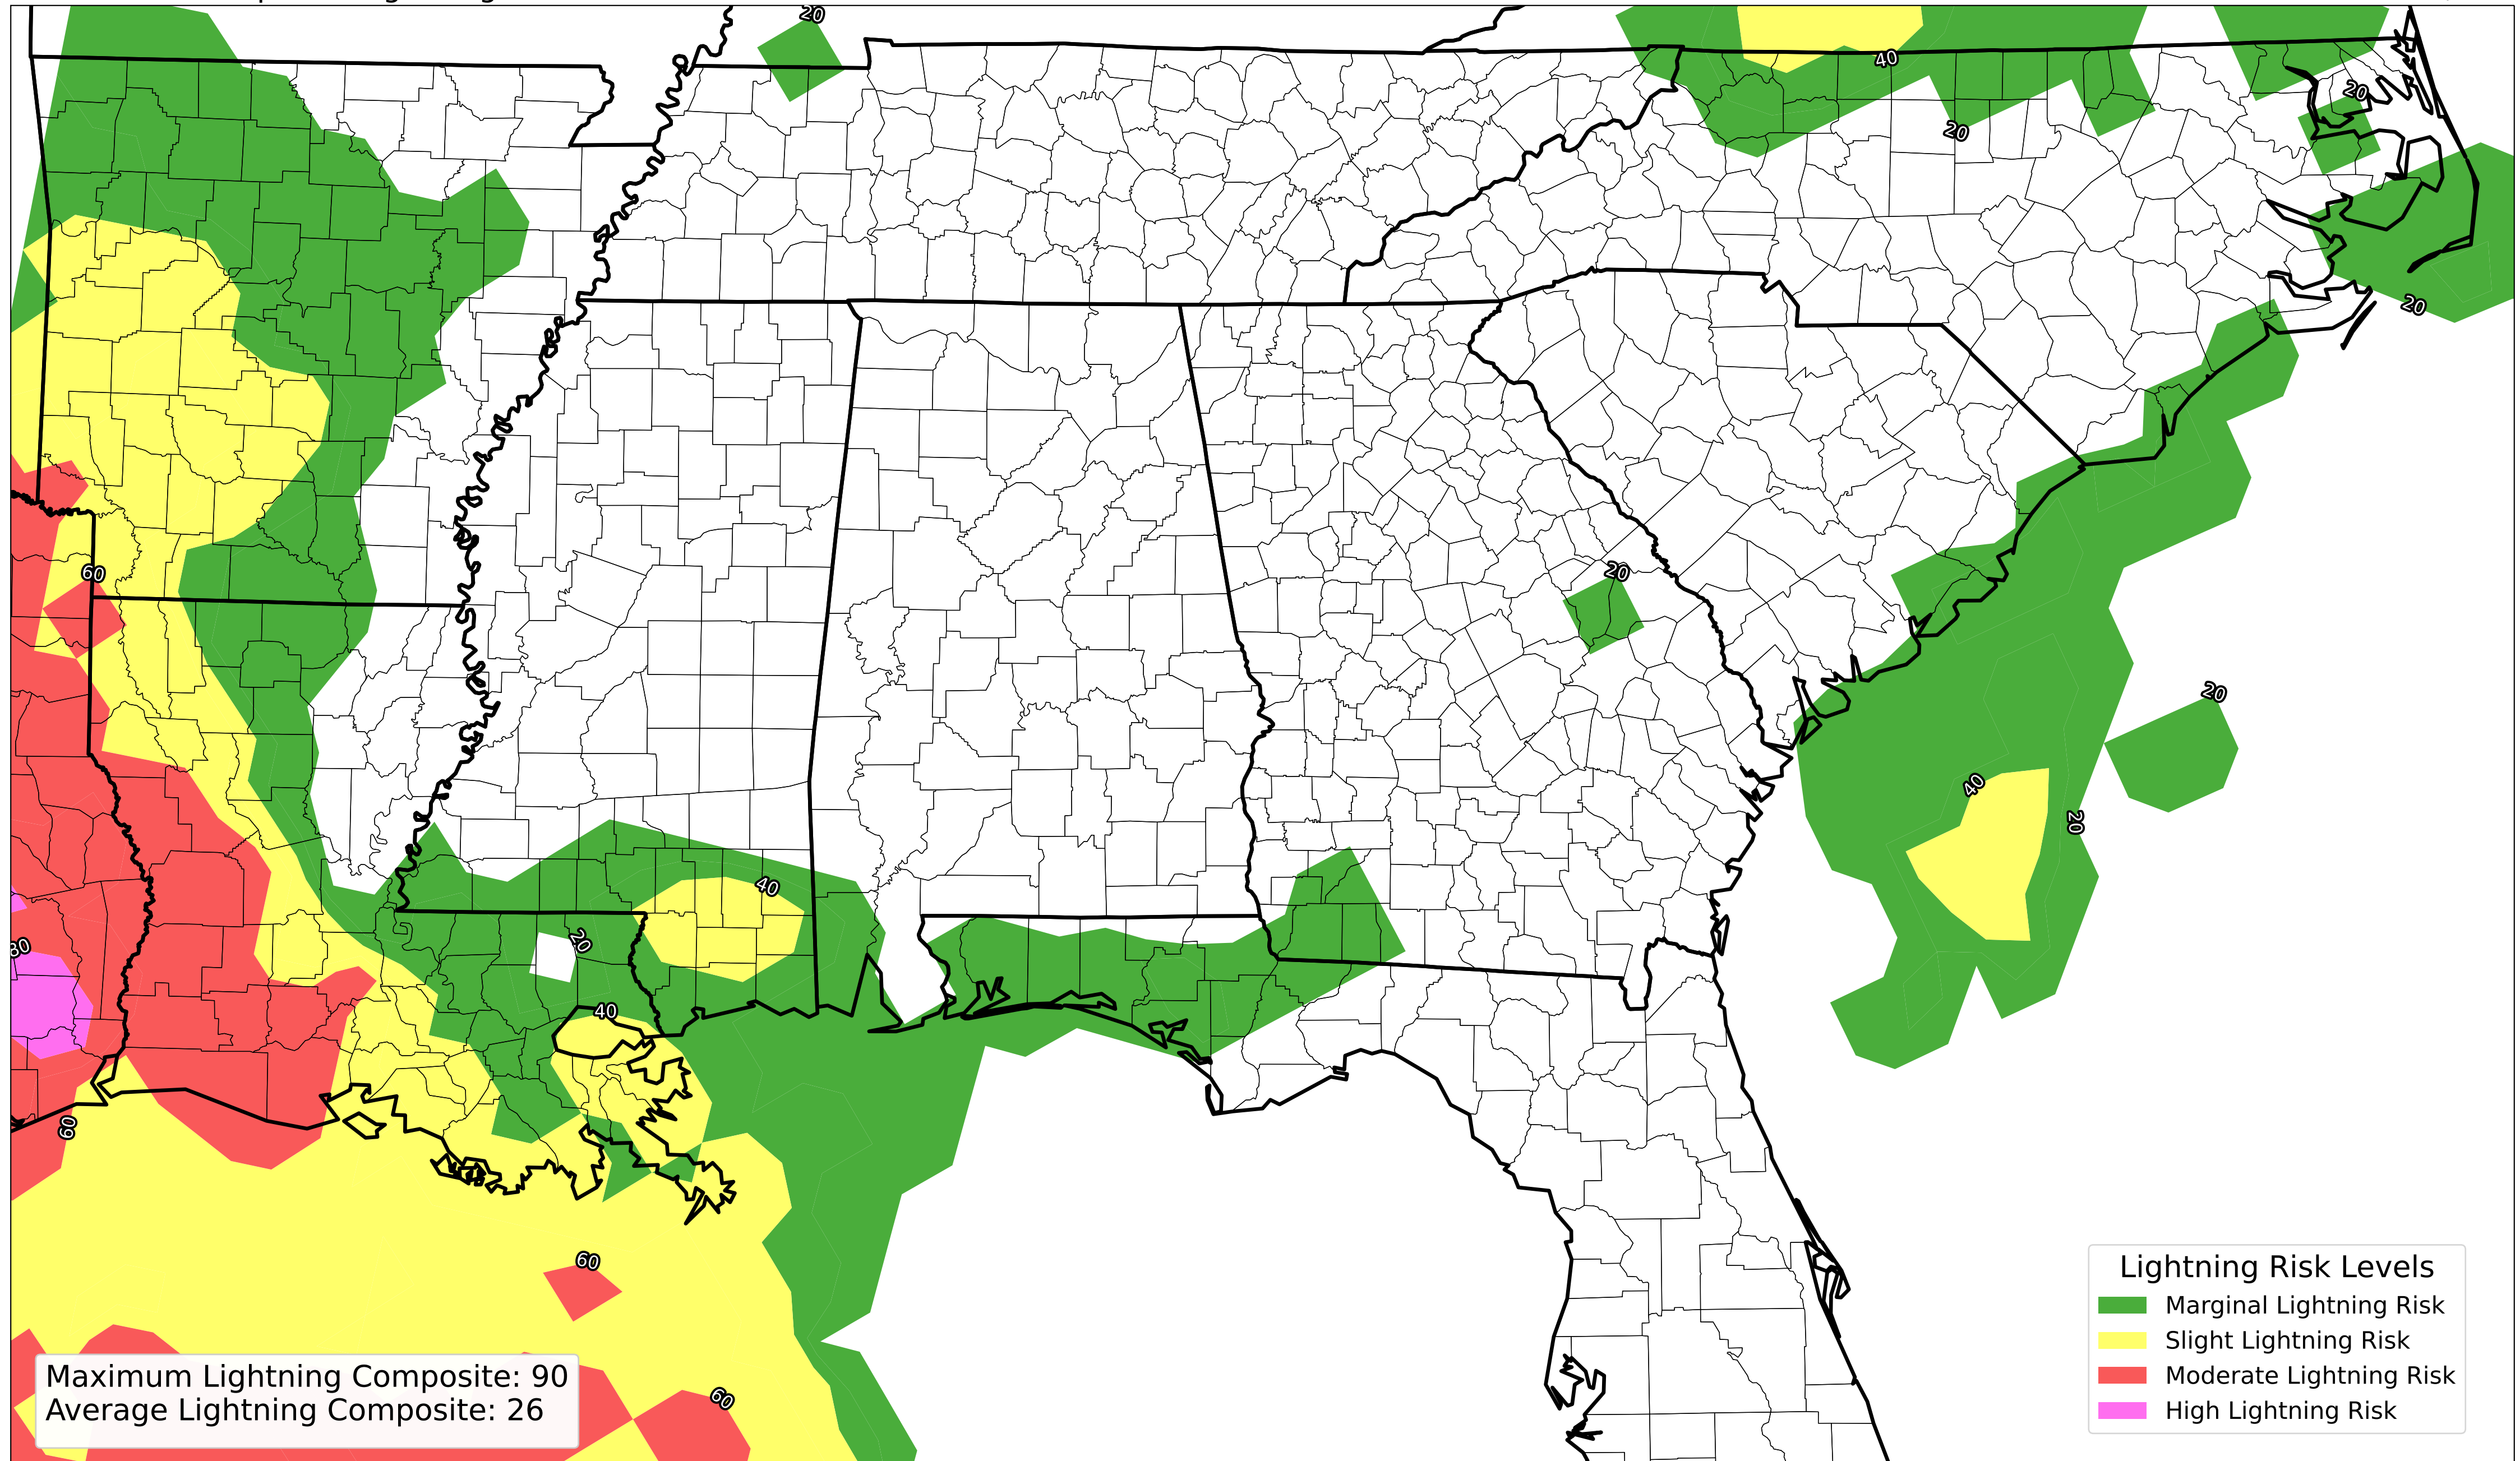 20
40
20
20
20
60
20
20
40
20
40
80
20
40
60
60
60
Lightning Risk Levels
Marginal Lightning Risk
Slight Lightning Risk
Moderate Lightning Risk
High Lightning Risk
Maximum Lightning Composite: 90
Average Lightning Composite: 26